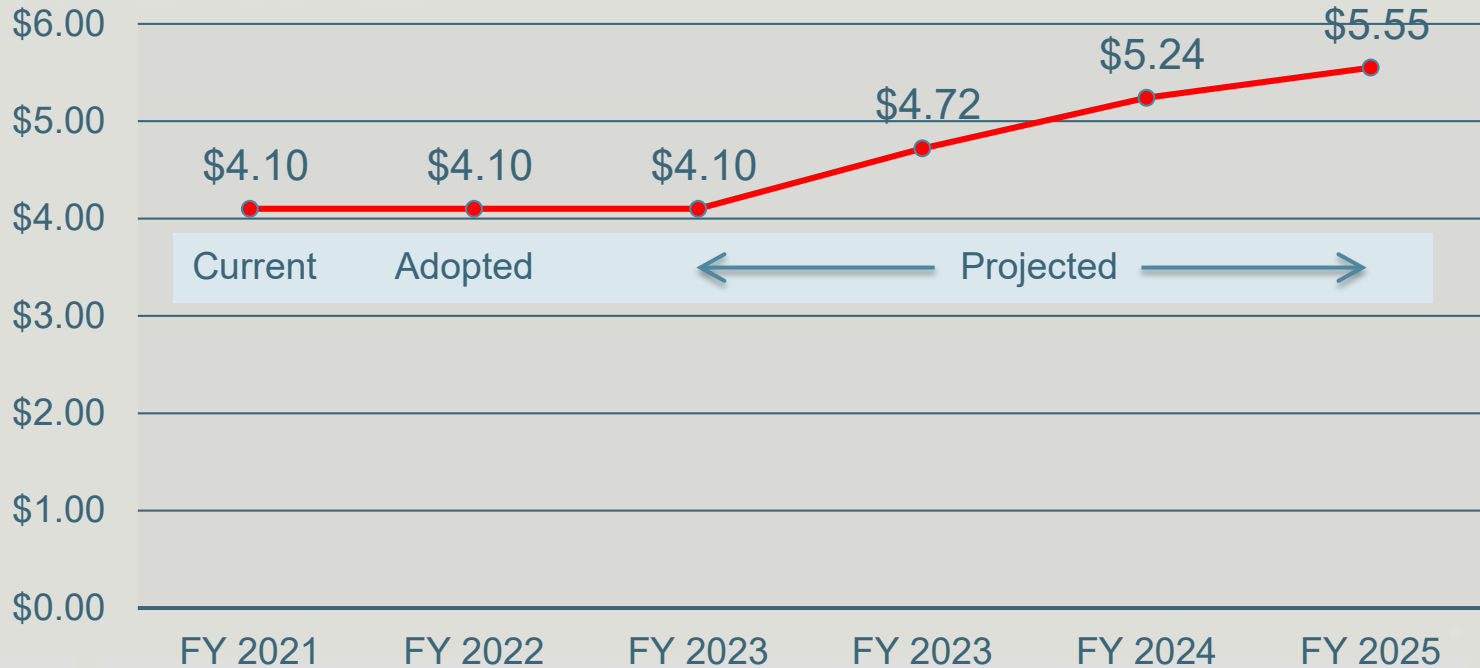 $6.00
$5.00
$4.00
$3.00
$2.00
$1.00
$0.00
$4.10
$4.10
$4.10
$4.72
$5.24
$5.55
Current
Adopted
Projected
FY 2021
FY 2022
FY 2023
FY 2023
FY 2024
FY 2025